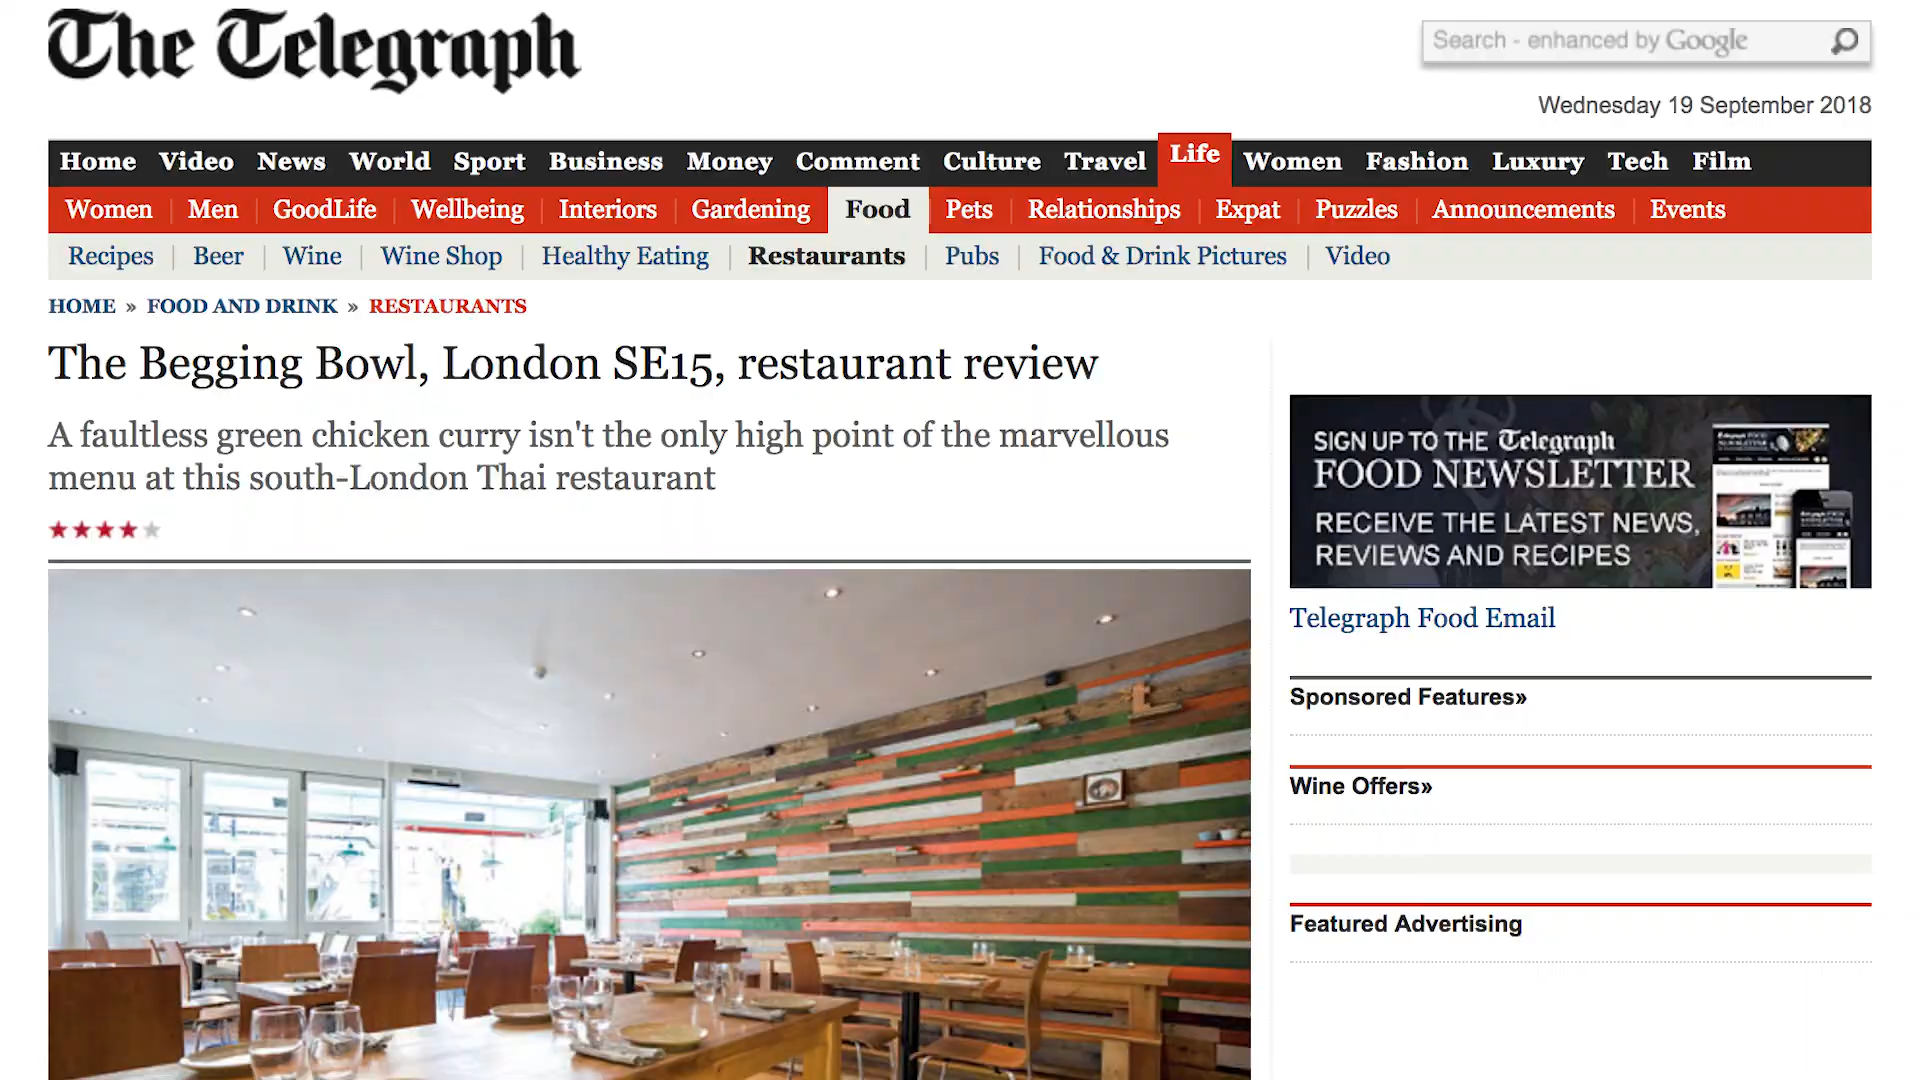 The Telegraph
Search - enhanced by Google
Wednesday 19 September 2018
Home Video News World Sport Business Money Comment Culture Travel Life Women Fashion Luxury Tech Film
Women Men GoodLife Wellbeing Interiors Gardening Food Pets Relationships Expat Puzzles Announcements Events
Recipes Beer Wine Wine Shop Healthy Eating Restaurants Pubs Food & Drink Pictures Video
HOME » FOOD AND DRINK » RESTAURANTS
The Begging Bowl, London SE15, restaurant review
A faultless green chicken curry isn't the only high point of the marvellous
menu at this south-London Thai restaurant
SIGN UP TO THE Telegraph
FOOD NEWSLETTER
RECEIVE THE LATEST NEWS,
REVIEWS AND RECIPES
Telegraph Food Email
Sponsored Features»
Wine Offers»
Featured Advertising